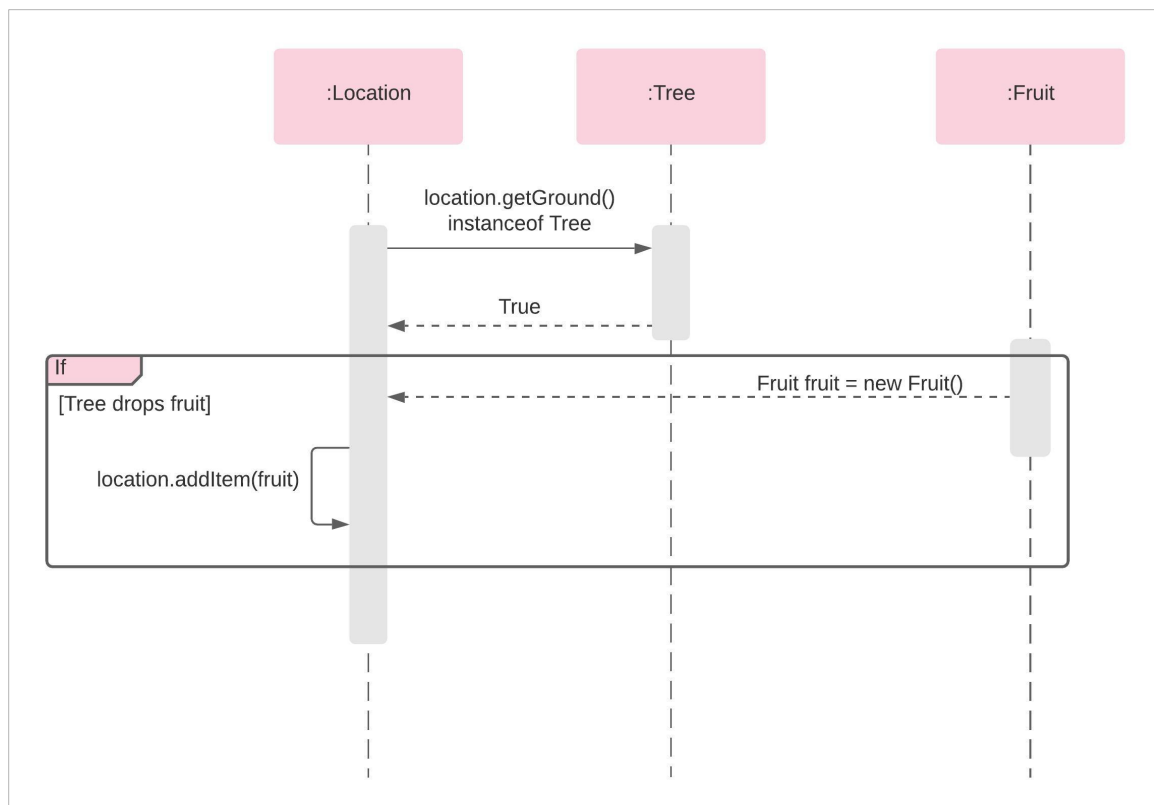 :Location
:Tree
:Fruit
location.getGround()
instanceof Tree
True
If
Fruit fruit = new Fruit()
[Tree drops fruit]
location.addItem(fruit)